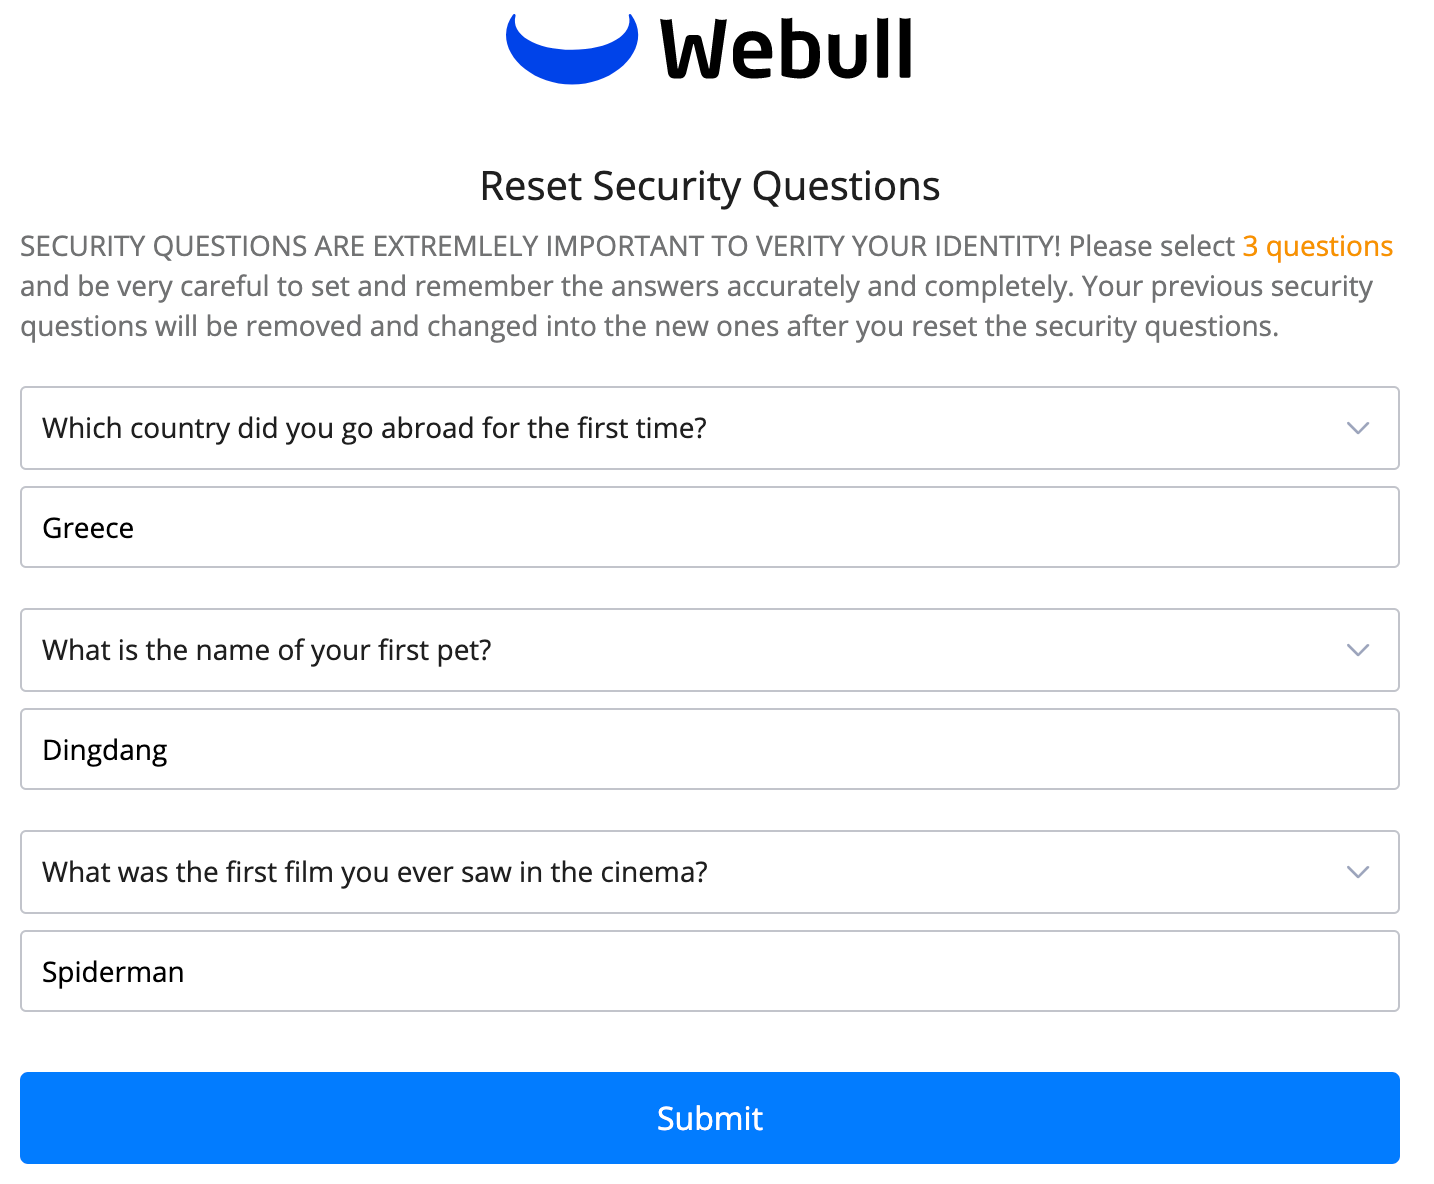 Webull
Reset Security Questions
SECURITY QUESTIONS ARE EXTREMLELY IMPORTANT TO VERITY YOUR IDENTITY! Please select 3 questions
and be very careful to set and remember the answers accurately and completely. Your previous security
questions will be removed and changed into the new ones after you reset the security questions.
Which country did you go abroad for the first time?
Greece
What is the name of your first pet?
Dingdang
What was the first film you ever saw in the cinema?
Spiderman
Submit